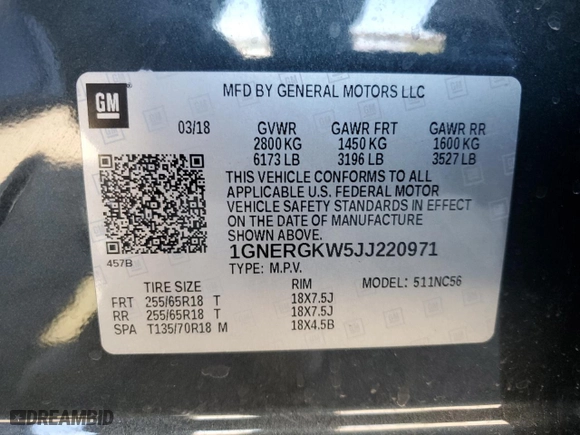 GM
MFD BY GENERAL MOTORS LLC
03/18 GVWR GAWR FRT GAWR RR
2800 KG 1450 KG 1600 KG
6173 LB 3196 LB 3527 LB
THIS VEHICLE CONFORMS TO ALL
APPLICABLE U.S. FEDERAL MOTOR
VEHICLE SAFETY STANDARDS IN EFFECT
ON THE DATE OF MANUFACTURE
SHOWN ABOVE.
457B
1GNERGKW5JJ220971
TYPE: M.P.V.
TIRE SIZE RIM MODEL: 511NC56
FRT 255/65R18 T 18X7.5J
RR 255/65R18 T 18X7.5J
SPA T135/70R18 M 18X4.5B
DREAMBID